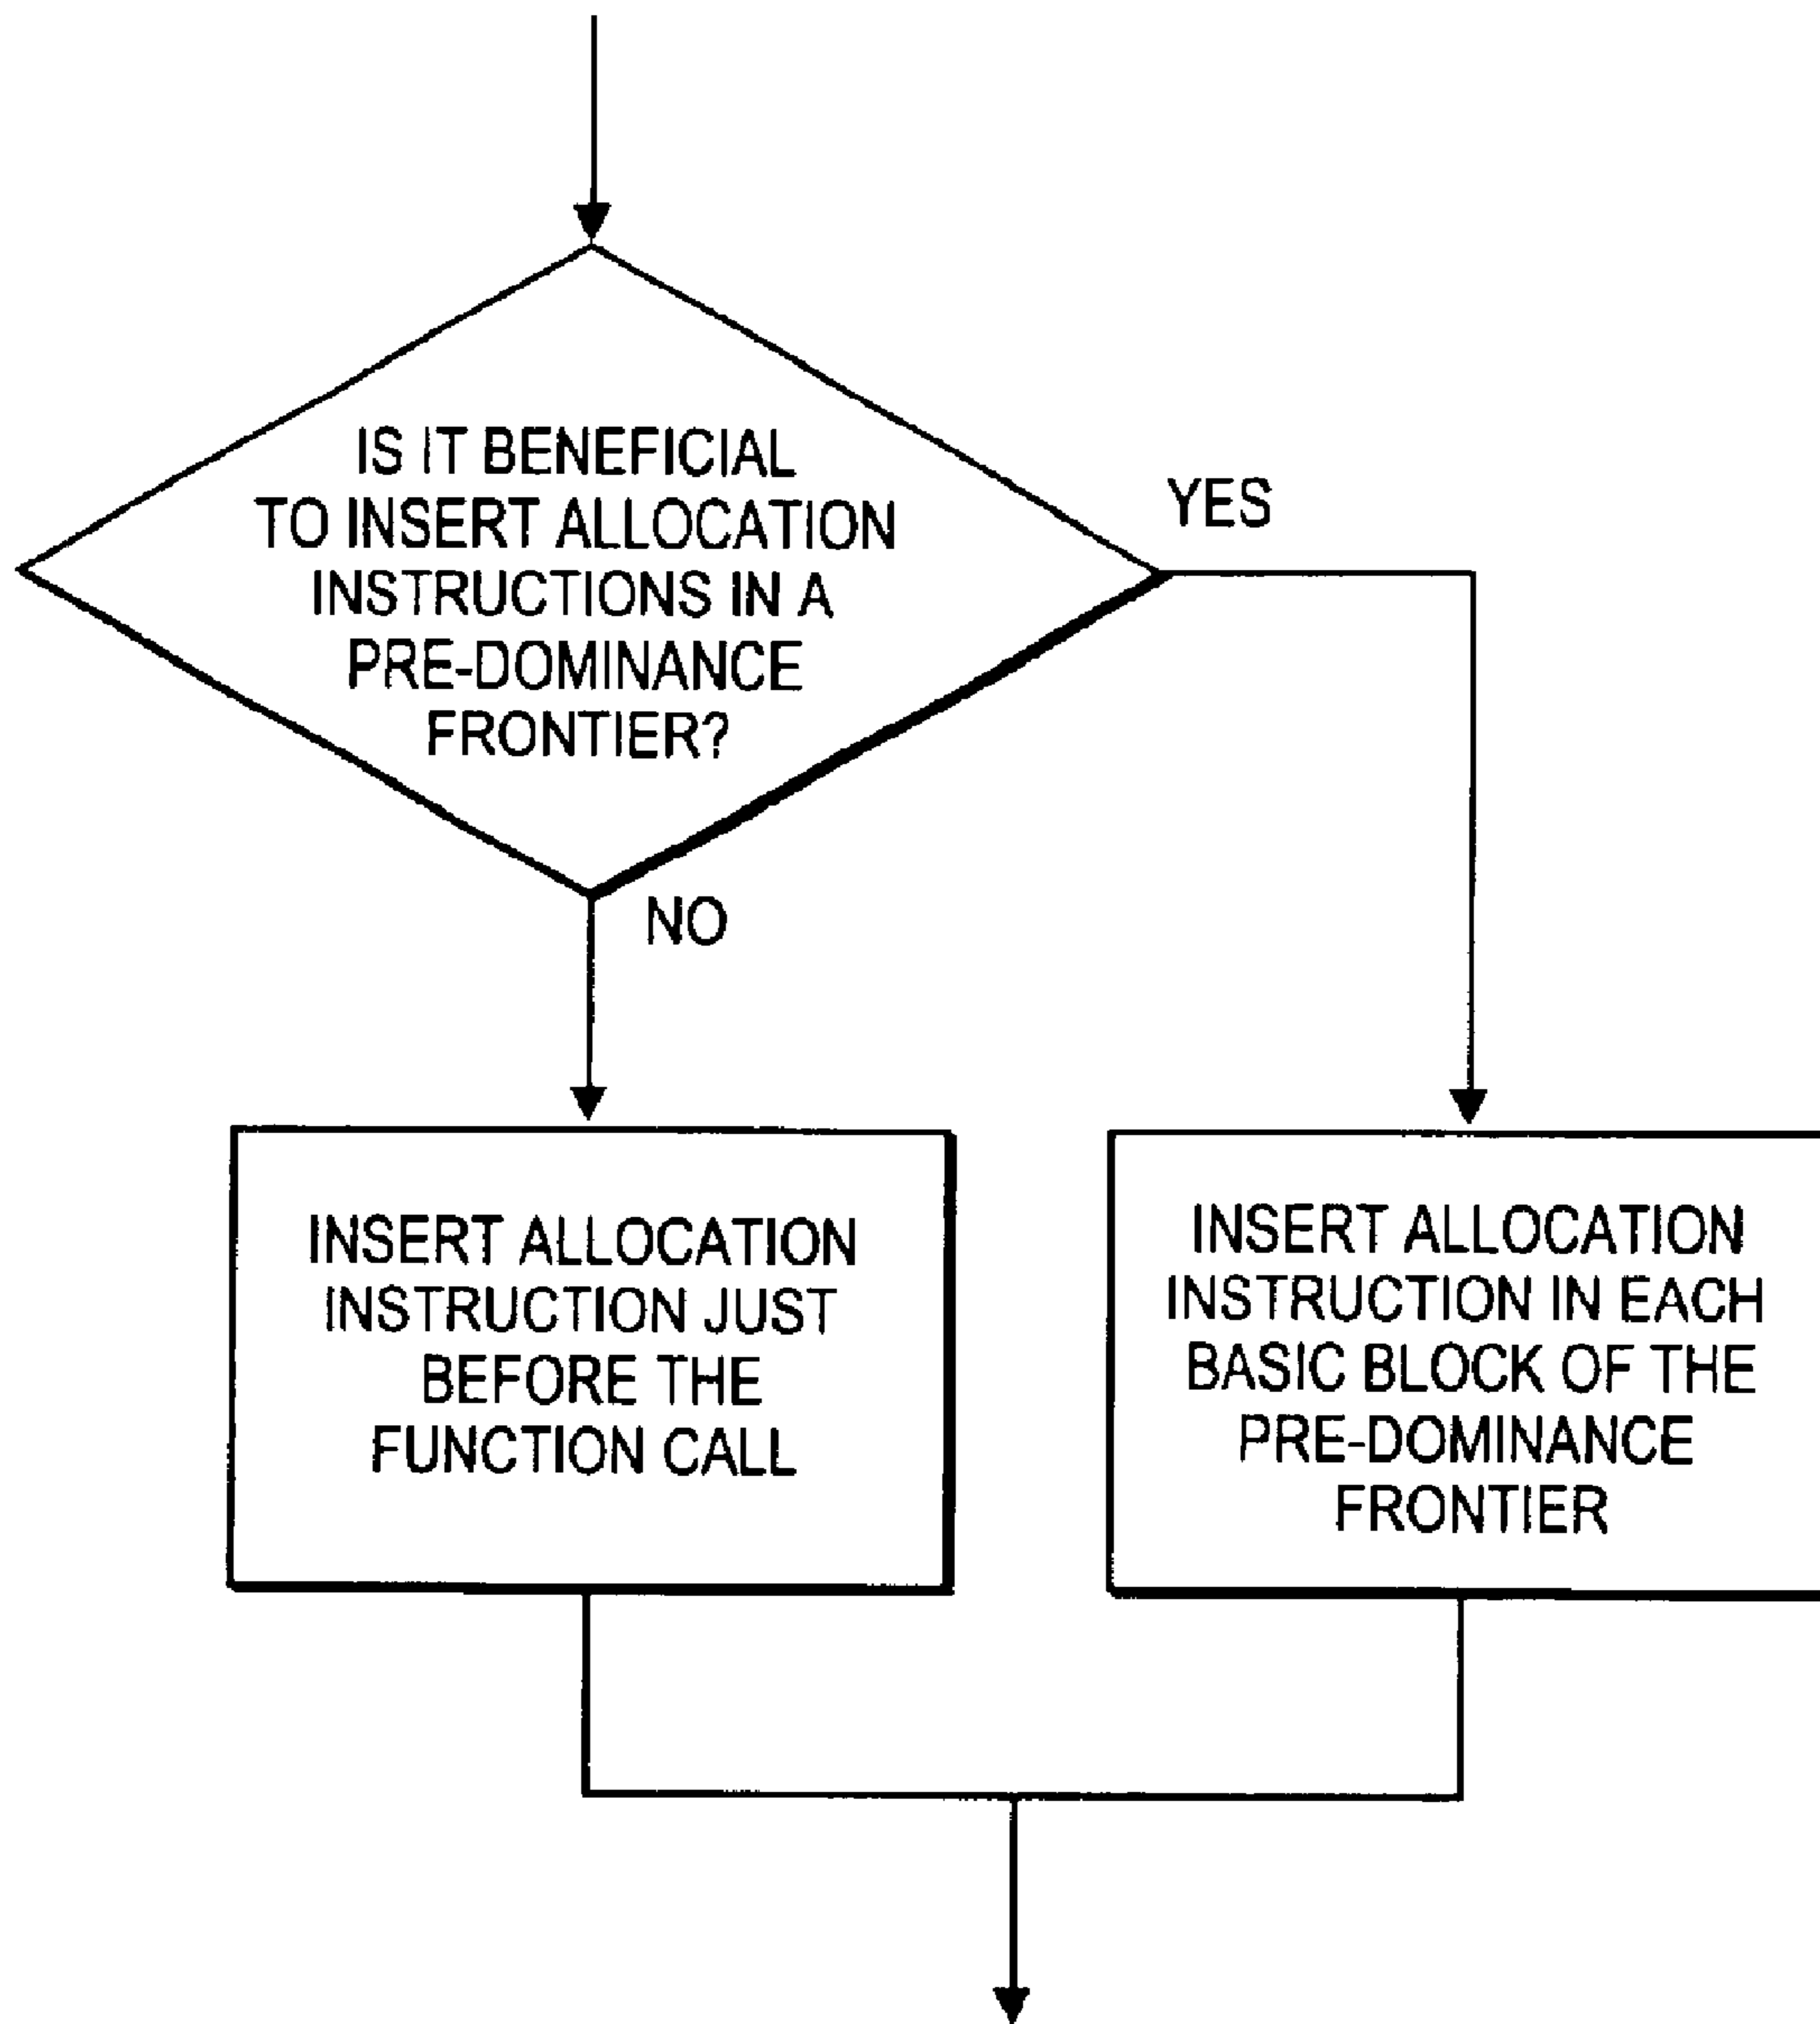 IS IT BENEFICIAL
TO INSERT ALLOCATION
INSTRUCTIONS IN A
PRE-DOMINANCE
FRONTIER?
YES
NO
INSERT ALLOCATION
INSTRUCTION JUST
BEFORE THE
FUNCTION CALL
INSERT ALLOCATION
INSTRUCTION IN EACH
BASIC BLOCK OF THE
PRE-DOMINANCE
FRONTIER